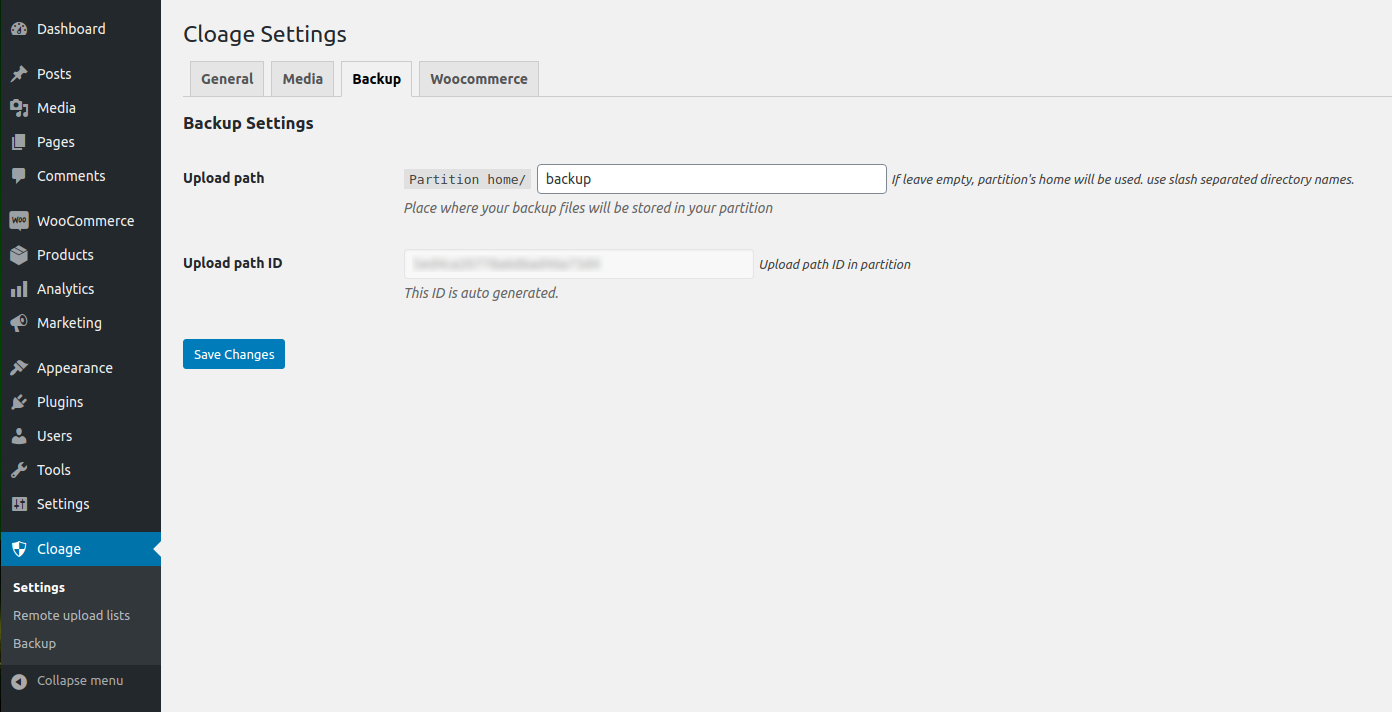 Dashboard
Posts
Media
Pages
Comments
WOO
WooCommerce
Products
Analytics
Marketing
Appearance
Plugins
Users
Tools
Settings
Cloage
Settings
Remote upload lists
Backup
Collapse menu
Cloage Settings
General
Media
Backup
Woocommerce
Backup Settings
Upload path
Partition home/
backup
If leave empty, partition's home will be used. use slash separated directory names.
Place where your backup files will be stored in your partition
Upload path ID
Upload path ID in partition
This ID is auto generated.
Save Changes